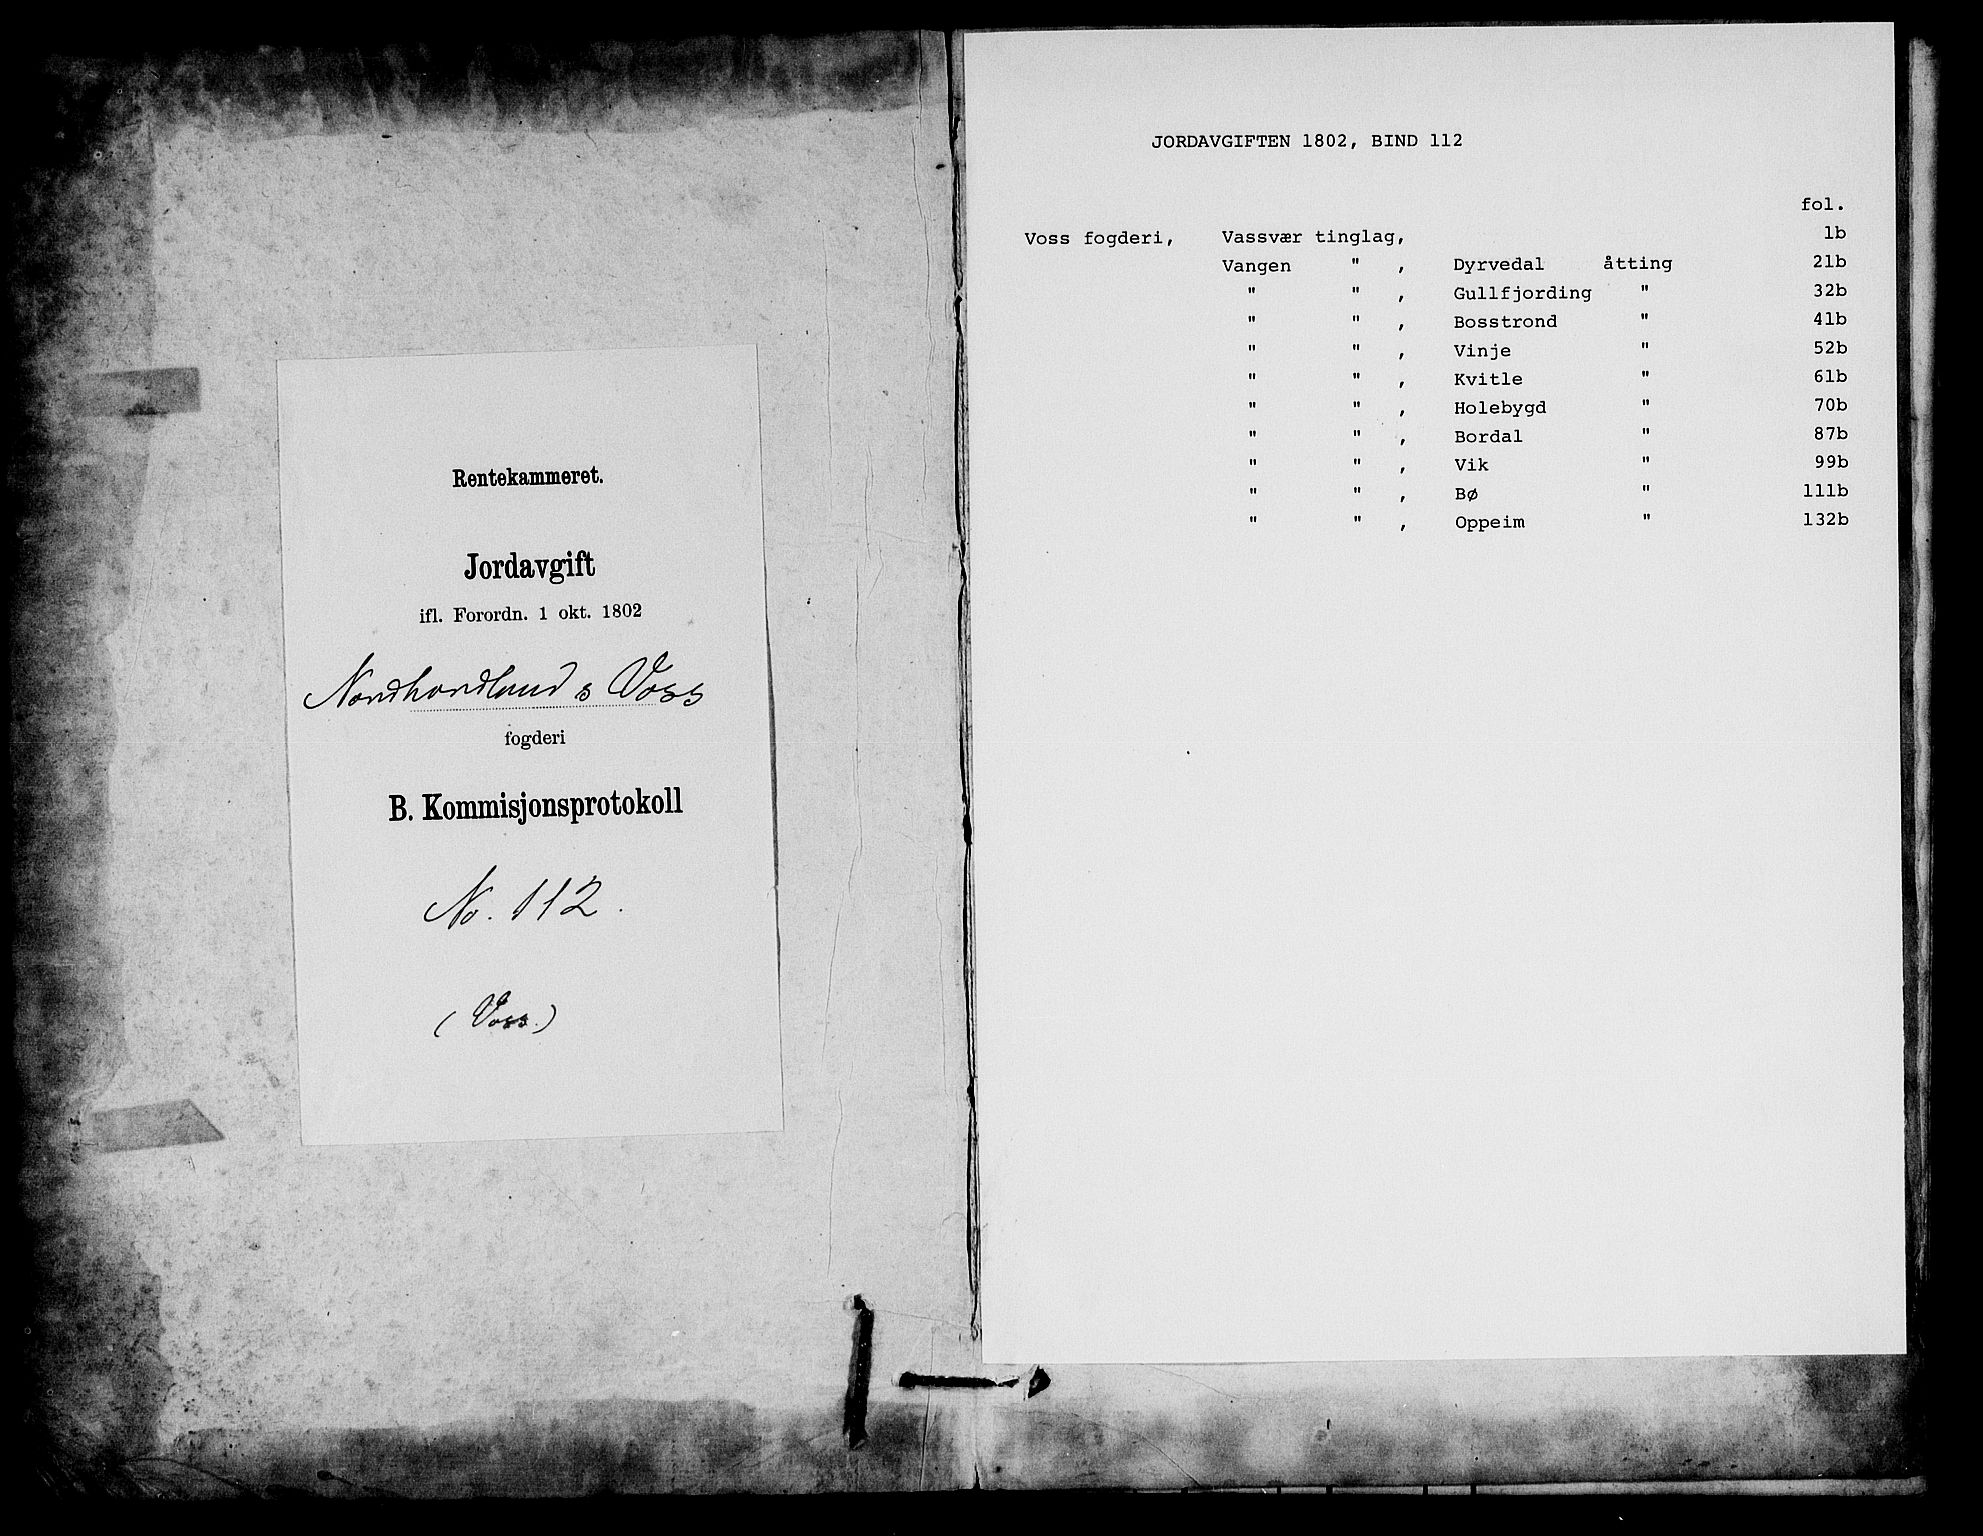 Rentekammeret.
Jordavgift
ifl. Forordn. 1 okt. 1802
Nordhordland & Voss
fogderi
B. Kommisjonsprotokoll
No. 112.
(Voss.)
JORDAVGIFTEN 1802, BIND 112
fol.
Voss fogderi, Vassvær tinglag, 1b
Vangen " , Dyrvedal åtting 21b
" " , Gullfjording " 32b
" " , Bosstrond " 41b
" " , Vinje " 52b
" " , Kvitle " 61b
" " , Holebygd " 70b
" " , Bordal " 87b
" " , Vik " 99b
" " , Bø " 111b
" " , Oppeim " 132b